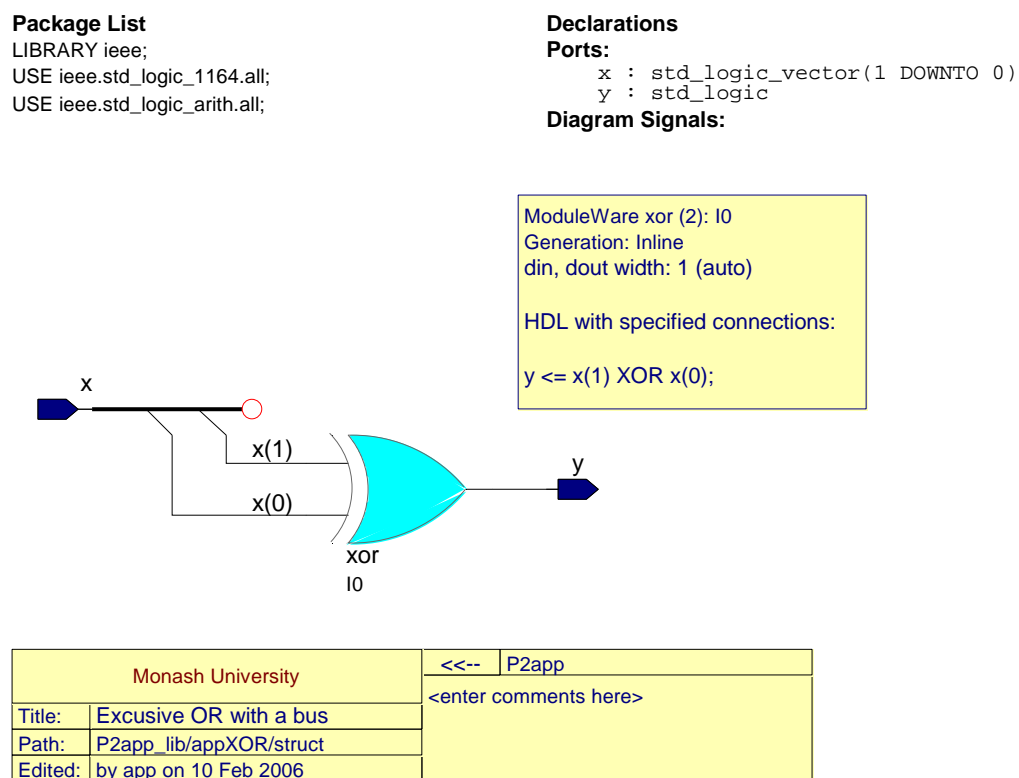 Package List
LIBRARY ieee;
USE ieee.std_logic_1164.all;
USE ieee.std_logic_arith.all;
Declarations
Ports:
x : std_logic_vector(1 DOWNTO 0)
y : std_logic
Diagram Signals:
ModuleWare xor (2): I0
Generation: Inline
din, dout width: 1 (auto)
HDL with specified connections:
y <= x(1) XOR x(0);
x
x(1)
x(0)
y
xor
I0
Monash University
Title: Excusive OR with a bus
Path: P2app_lib/appXOR/struct
Edited: by app on 10 Feb 2006
<<-- P2app
<enter comments here>